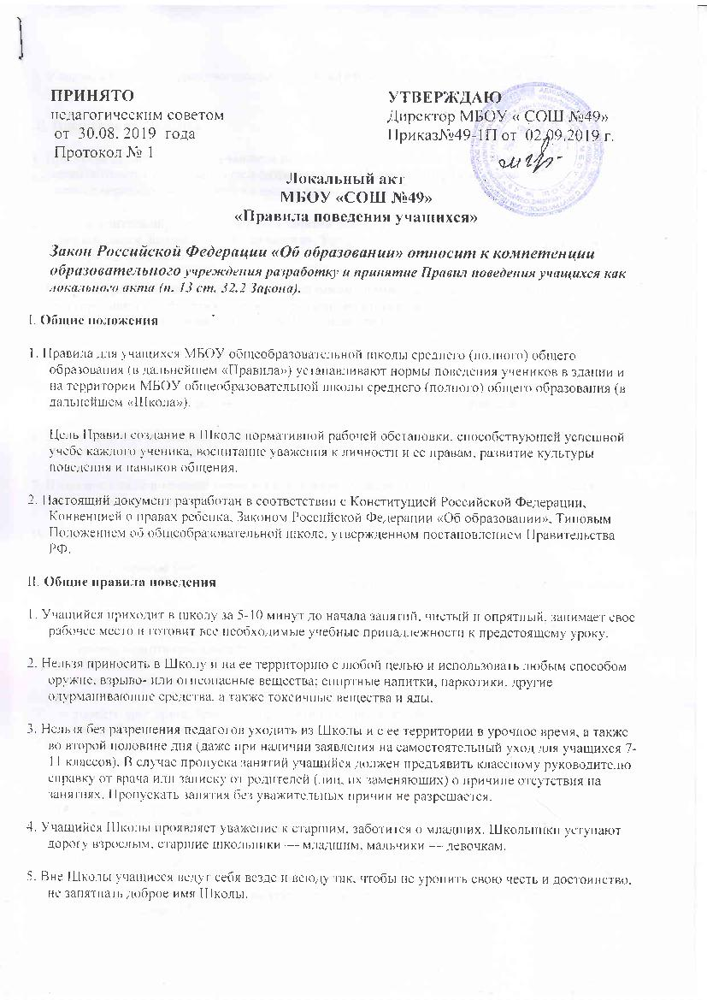 ПРИНЯТО
педагогическим советом
от 30.08. 2019 года
Протокол № 1
УТВЕРЖДАЮ
Директор МБОУ « СОШ №49»
Приказ№49-1П от 02.09.2019 г.
Локальный акт
МБОУ «СОШ №49»
«Правила поведения учащихся»
Закон Российской Федерации «Об образовании» относит к компетенции
образовательного учреждения разработку и принятие Правил поведения учащихся как
локального акта (п. 13 ст. 32.2 Закона).
I. Общие положения
1. Правила для учащихся МБОУ общеобразовательной школы среднего (полного) общего
образования (в дальнейшем «Правила») устанавливают нормы поведения учеников в здании и
на территории МБОУ общеобразовательной школы среднего (полного) общего образования (в
дальнейшем «Школа»).
Цель Правил создание в Школе нормативной рабочей обстановки, способствующей успешной
учебе каждого ученика, воспитание уважения к личности и ее правам, развитие культуры
поведения и навыков общения.
2. Настоящий документ разработан в соответствии с Конституцией Российской Федерации,
Конвенцией о правах ребенка, Законом Российской Федерации «Об образовании», Типовым
Положением об общеобразовательной школе, утвержденном постановлением Правительства
РФ.
II. Общие правила поведения
1. Учащийся приходит в школу за 5-10 минут до начала занятий, чистый и опрятный, занимает свое
рабочее место и готовит все необходимые учебные принадлежности к предстоящему уроку.
2. Нельзя приносить в Школу и на ее территорию с любой целью и использовать любым способом
оружие, взрыво- или огнеопасные вещества; спиртные напитки, наркотики, другие
одурманивающие средства, а также токсичные вещества и яды.
3. Нельзя без разрешения педагогов уходить из Школы и с ее территории в урочное время, а также
во второй половине дня (даже при наличии заявления на самостоятельный уход для учащихся 7-
11 классов). В случае пропуска занятий учащийся должен предъявить классному руководителю
справку от врача или записку от родителей (лиц, их заменяющих) о причине отсутствия на
занятиях. Пропускать занятия без уважительных причин не разрешается.
4. Учащийся Школы проявляет уважение к старшим, заботится о младших. Школьники уступают
дорогу взрослым, старшие школьники — младшим, мальчики — девочкам.
5. Вне Школы учащиеся ведут себя везде и всюду так, чтобы не уронить свою честь и достоинство,
не запятнать доброе имя Школы.